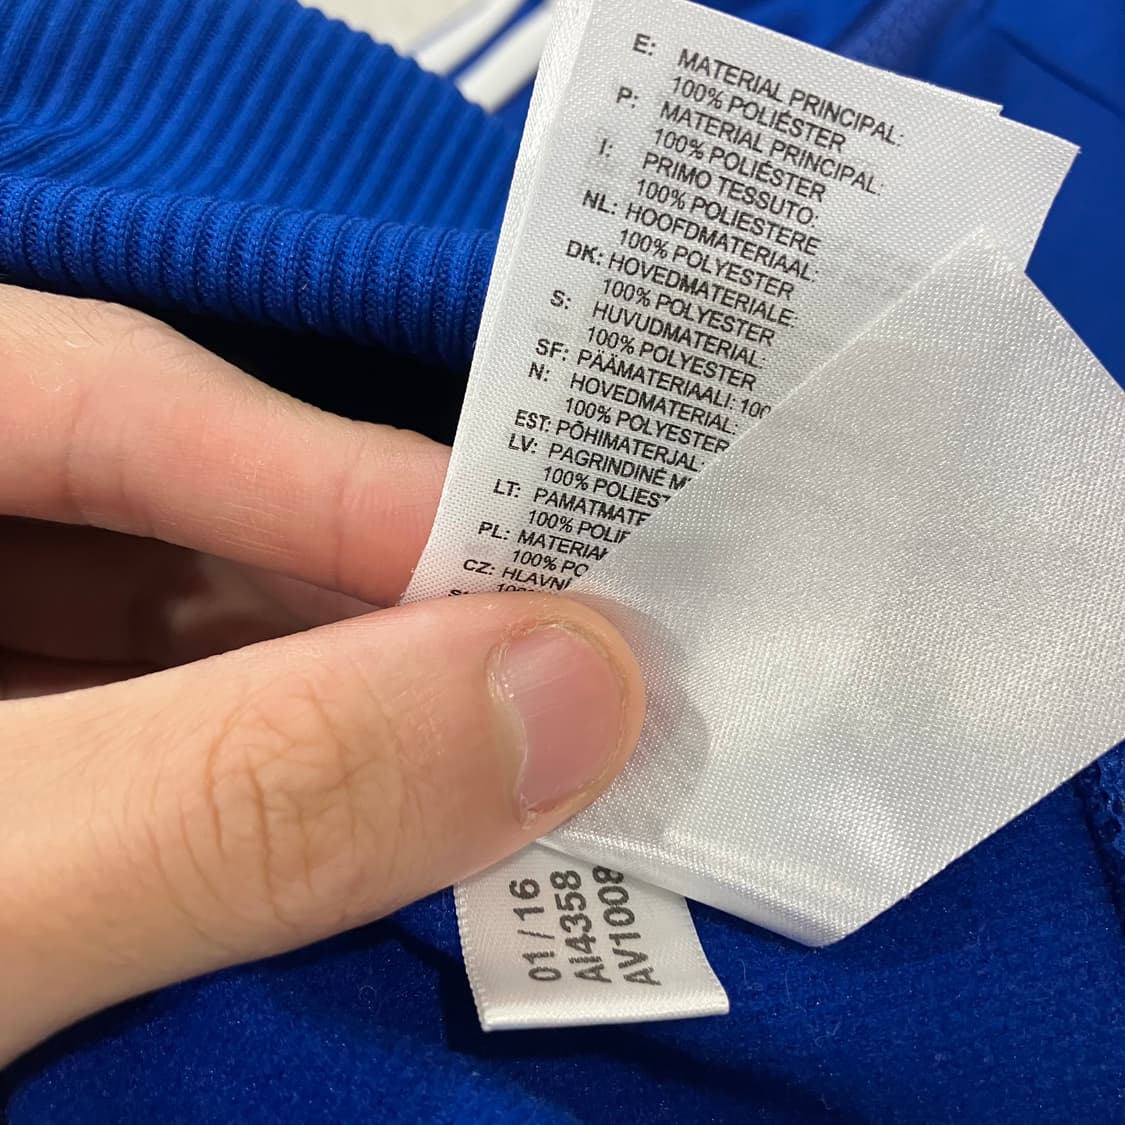 E: MATERIAL PRINCIPAL:
100% POLIÉSTER
P: MATERIAL PRINCIPAL:
100% POLIÉSTER
I: PRIMO TESSUTO:
100% POLIESTERE
NL: HOOFDMATERIAAL:
100% POLYESTER
DK: HOVEDMATERIALE:
100% POLYESTER
S: HUVUDMATERIAL:
100% POLYESTER
SF: PÄÄMATERIAALI: 100
N: HOVEDMATERIAL:
100% POLYESTER
EST: PÕHIMATERJAL:
LV: PAGRINDINĖ M
100% POLIEST
LT: PAMATMATE
100% POLIE
PL: MATERIA
100% PO
CZ: HLAVNÍ
01/16
AI4358
AV1008